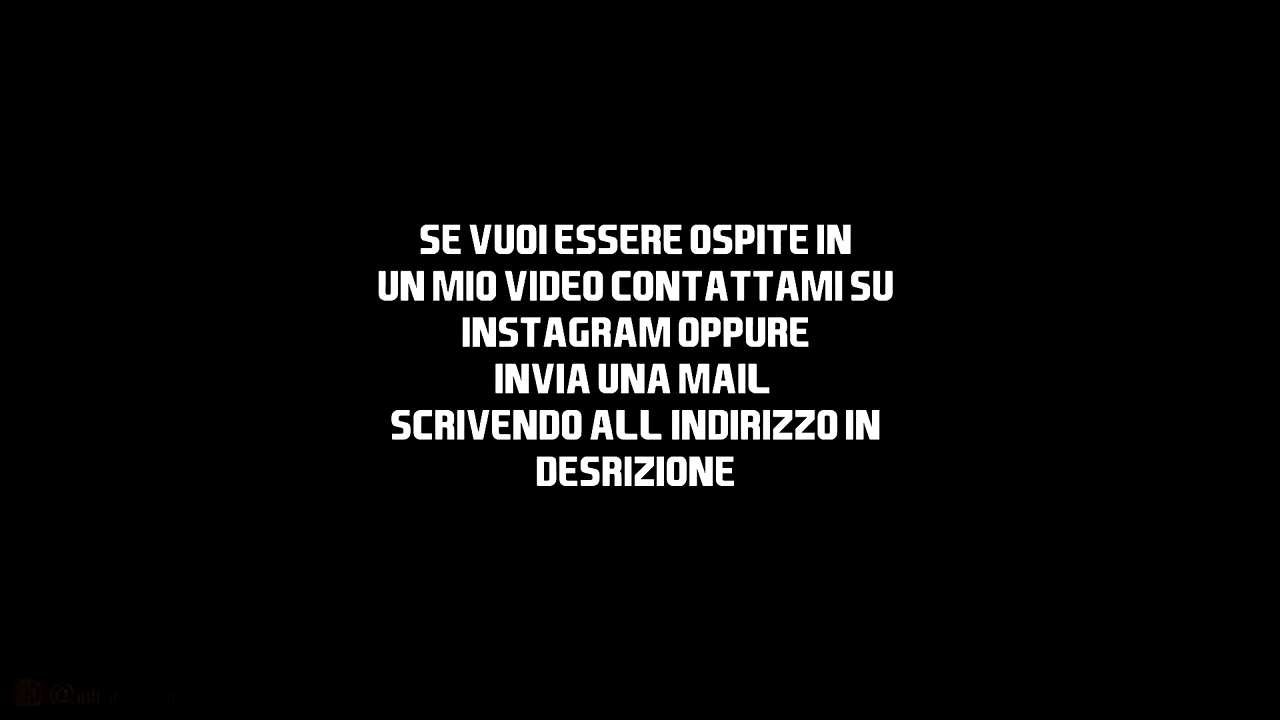 SE VUOI ESSERE OSPITE IN
UN MIO VIDEO CONTATTAMI SU
INSTAGRAM OPPURE
INVIA UNA MAIL
SCRIVENDO ALL INDIRIZZO IN
DESRIZIONE